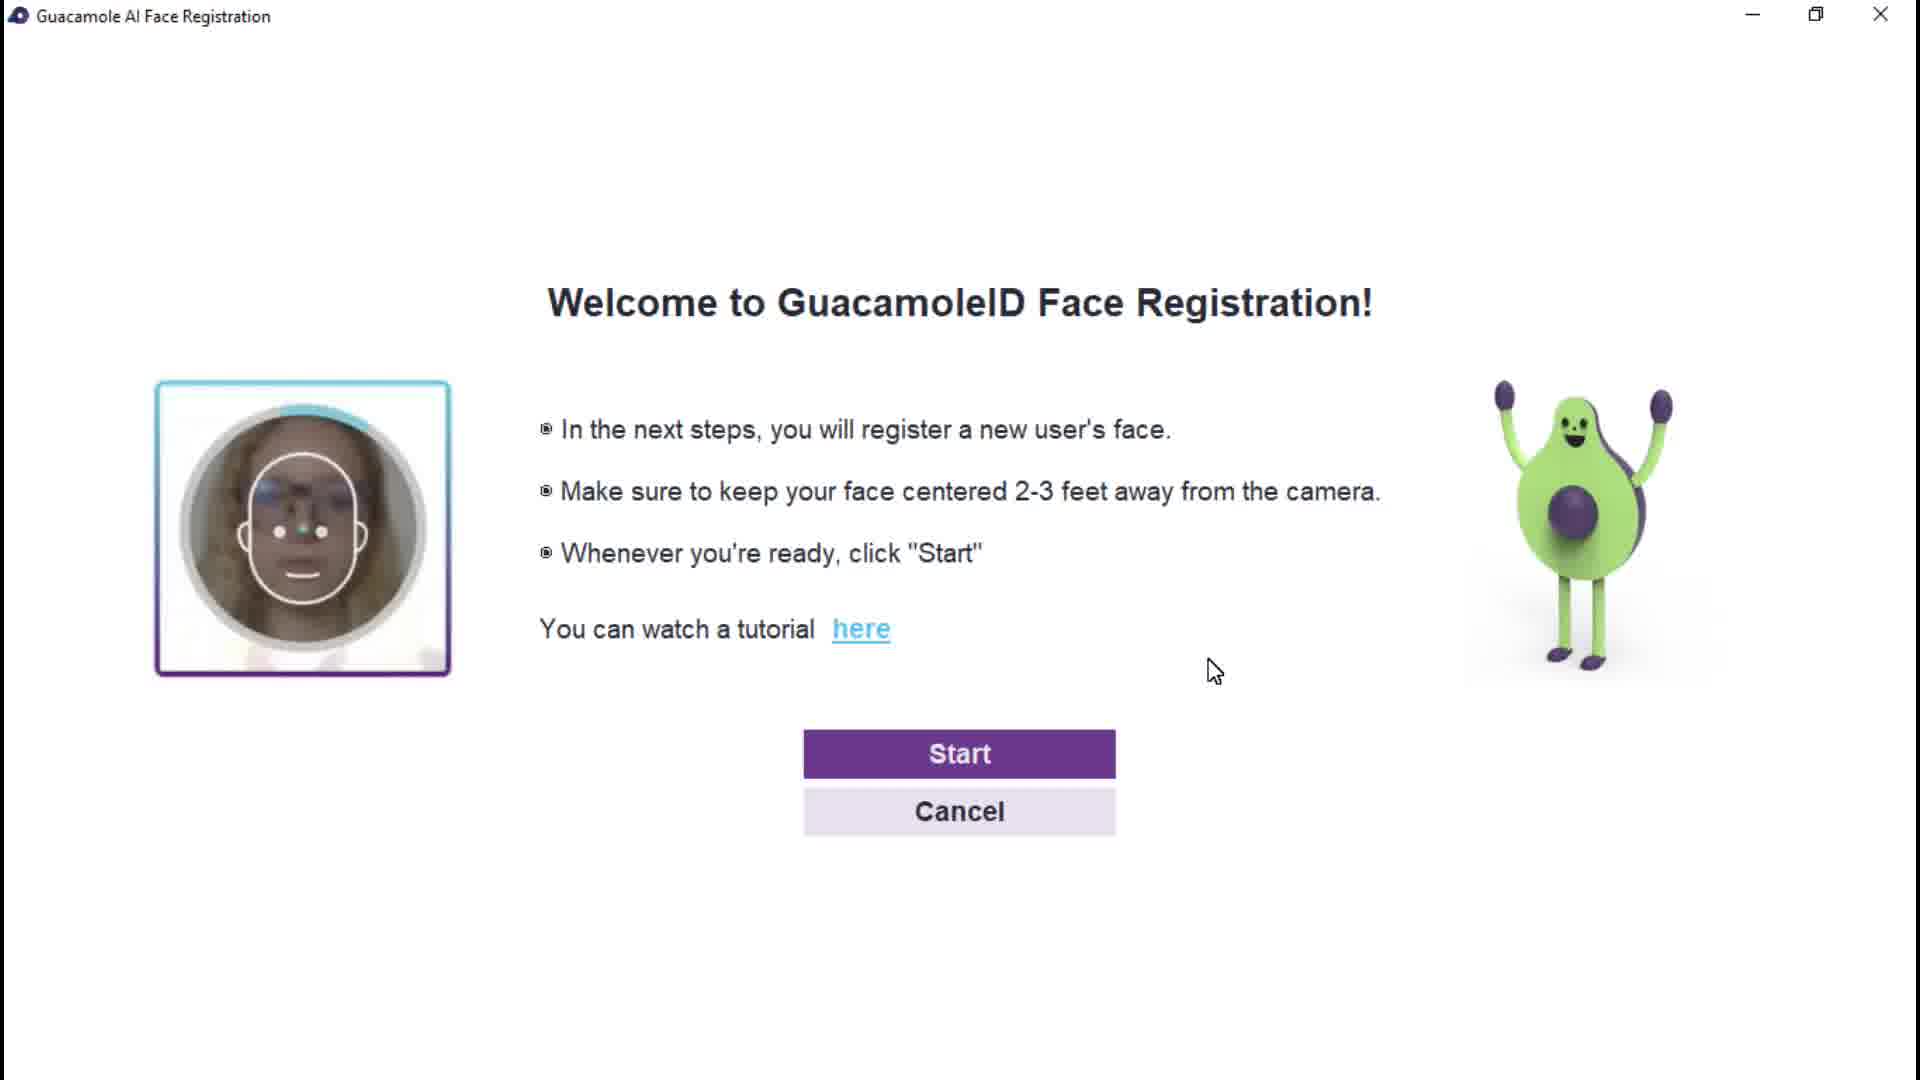 Guacamole AI Face Registration
Welcome to GuacamoleID Face Registration!
In the next steps, you will register a new user's face.
Make sure to keep your face centered 2-3 feet away from the camera.
Whenever you're ready, click "Start"
You can watch a tutorial here
Start
Cancel